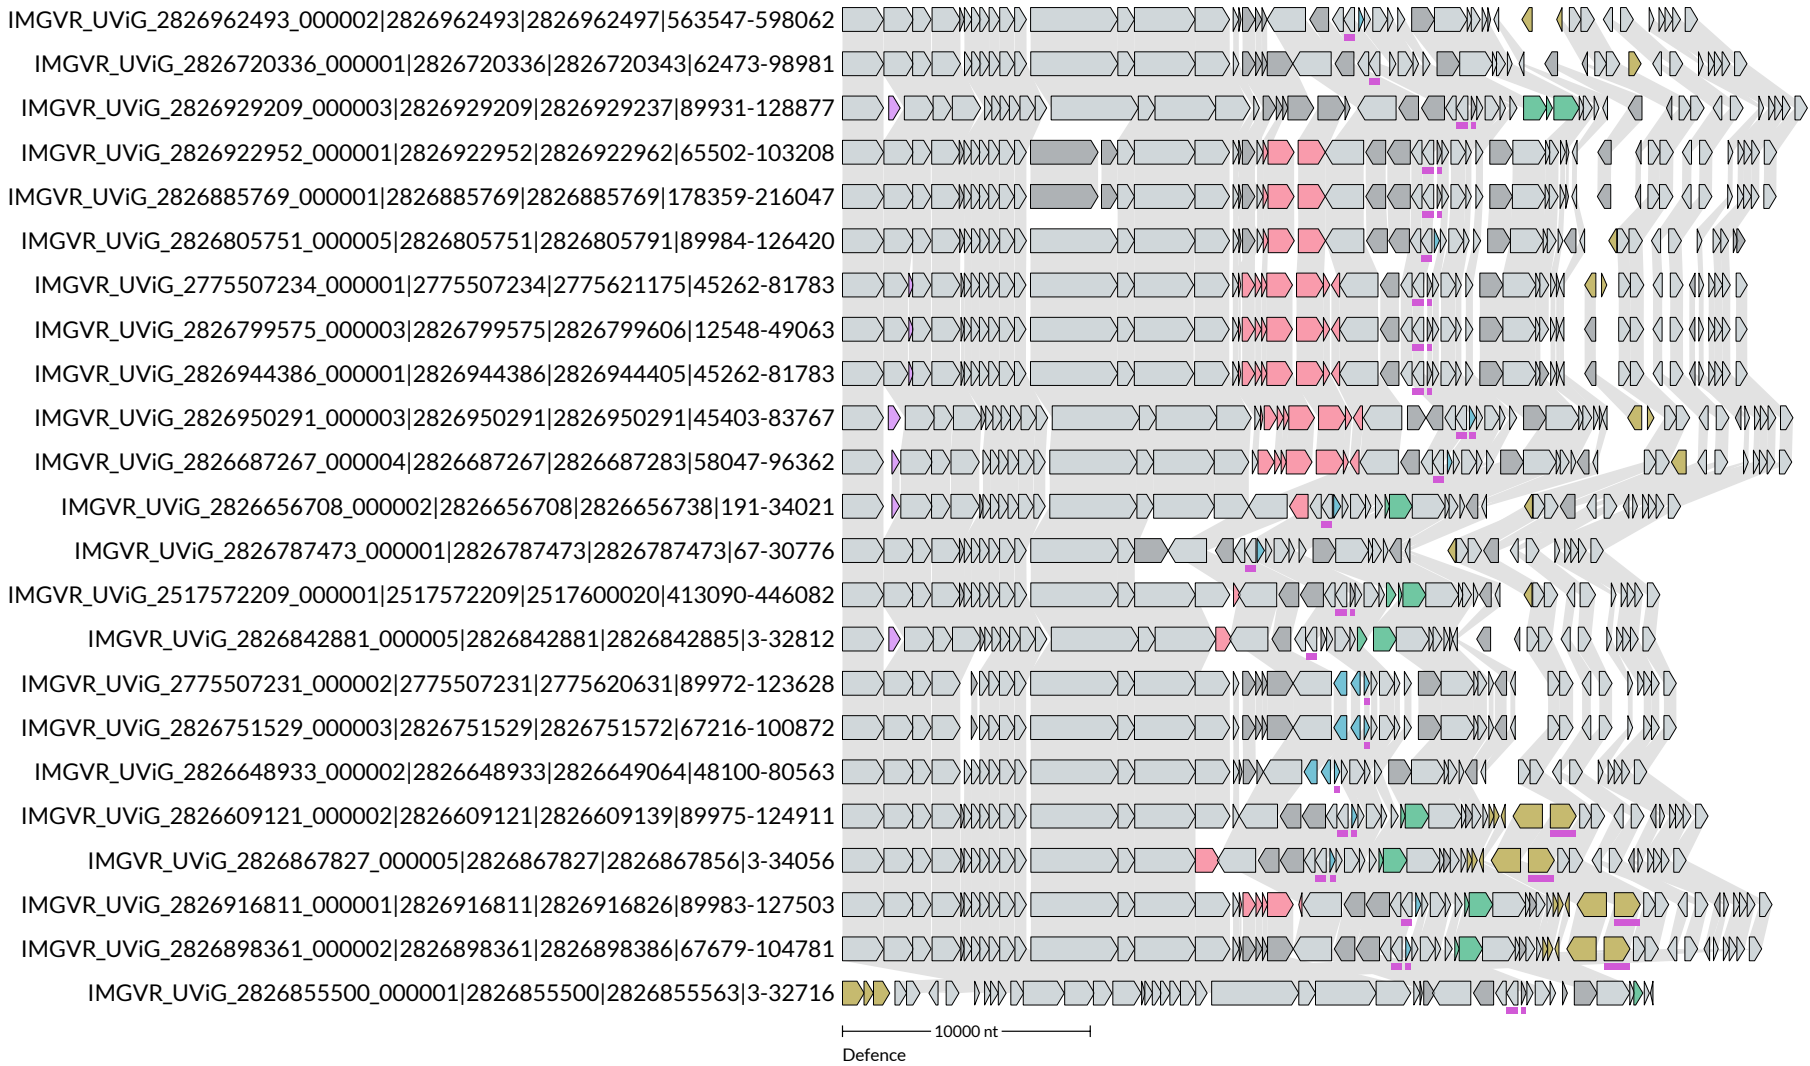 IMGVR_UViG_2826962493_000002|2826962493|2826962497|563547-598062
IMGVR_UViG_2826720336_000001|2826720336|2826720343|62473-98981
IMGVR_UViG_2826929209_000003|2826929209|2826929237|89931-128877
IMGVR_UViG_2826922952_000001|2826922952|2826922962|65502-103208
IMGVR_UViG_2826885769_000001|2826885769|2826885769|178359-216047
IMGVR_UViG_2826805751_000005|2826805751|2826805791|89984-126420
IMGVR_UViG_2775507234_000001|2775507234|2775621175|45262-81783
IMGVR_UViG_2826799575_000003|2826799575|2826799606|12548-49063
IMGVR_UViG_2826944386_000001|2826944386|2826944405|45262-81783
IMGVR_UViG_2826950291_000003|2826950291|2826950291|45403-83767
IMGVR_UViG_2826687267_000004|2826687267|2826687283|58047-96362
IMGVR_UViG_2826656708_000002|2826656708|2826656738|191-34021
IMGVR_UViG_2826787473_000001|2826787473|2826787473|67-30776
IMGVR_UViG_2517572209_000001|2517572209|2517600020|413090-446082
IMGVR_UViG_2826842881_000005|2826842881|2826842885|3-32812
IMGVR_UViG_2775507231_000002|2775507231|2775620631|89972-123628
IMGVR_UViG_2826751529_000003|2826751529|2826751572|67216-100872
IMGVR_UViG_2826648933_000002|2826648933|2826649064|48100-80563
IMGVR_UViG_2826609121_000002|2826609121|2826609139|89975-124911
IMGVR_UViG_2826867827_000005|2826867827|2826867856|3-34056
IMGVR_UViG_2826916811_000001|2826916811|2826916826|89983-127503
IMGVR_UViG_2826898361_000002|2826898361|2826898386|67679-104781
IMGVR_UViG_2826855500_000001|2826855500|2826855563|3-32716
10000 nt
Defence